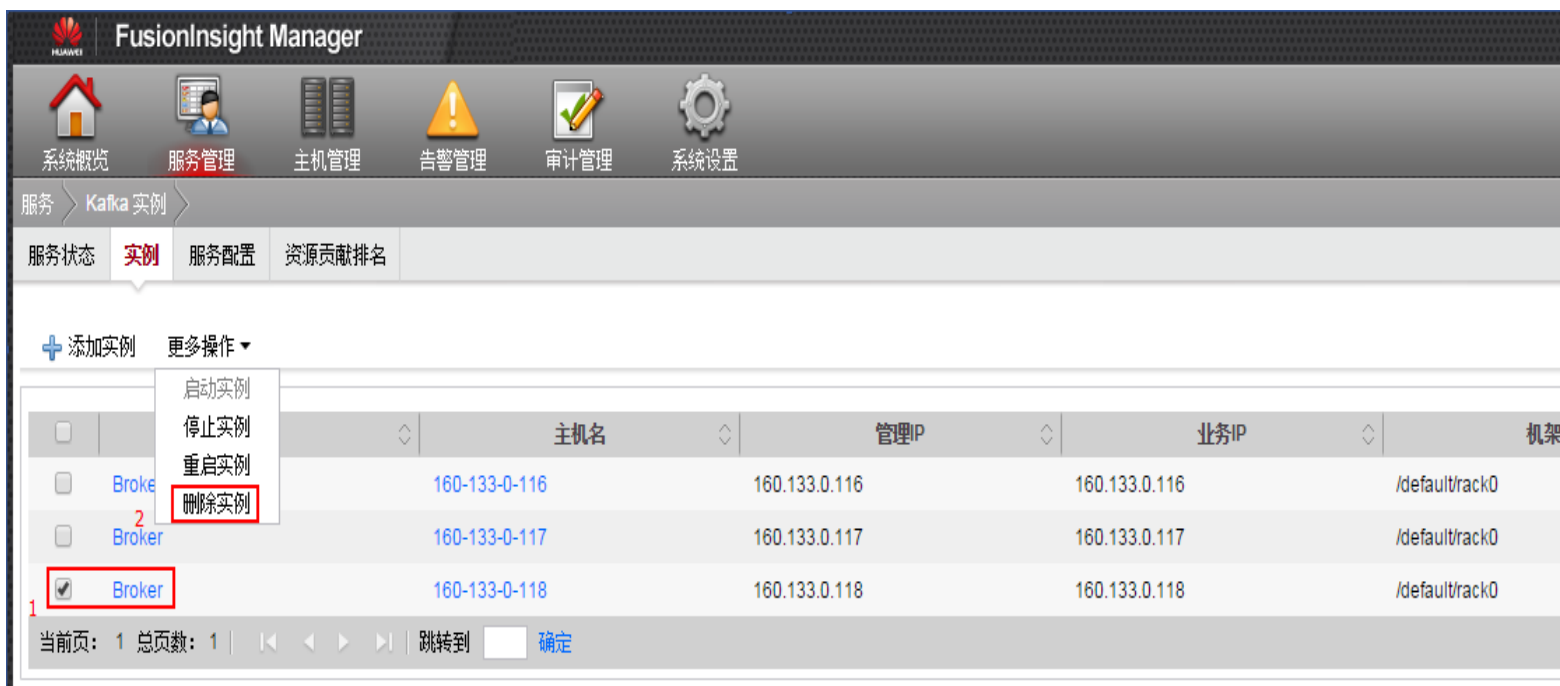 HUAWEI FusionInsight Manager
系统概览 服务管理 主机管理 告警管理 审计管理 系统设置
服务 Kafka 实例
服务状态 实例 服务配置 资源贡献排名
添加实例 更多操作
启动实例
停止实例
重启实例
删除实例
2
主机名 管理IP 业务IP 机架
Broke 160-133-0-116 160.133.0.116 160.133.0.116 /default/rack0
Broker 160-133-0-117 160.133.0.117 160.133.0.117 /default/rack0
1 Broker 160-133-0-118 160.133.0.118 160.133.0.118 /default/rack0
当前页: 1 总页数: 1 跳转到 确定